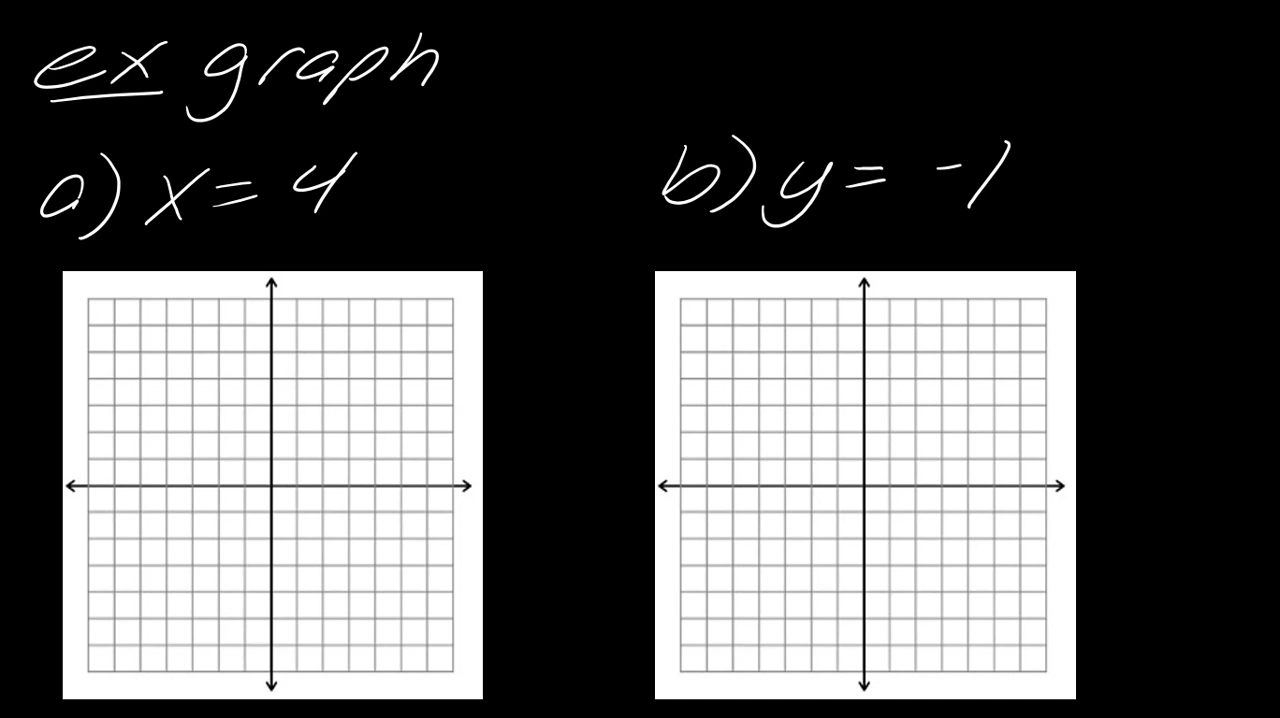 ex graph
a) x = 4
b) y = -1